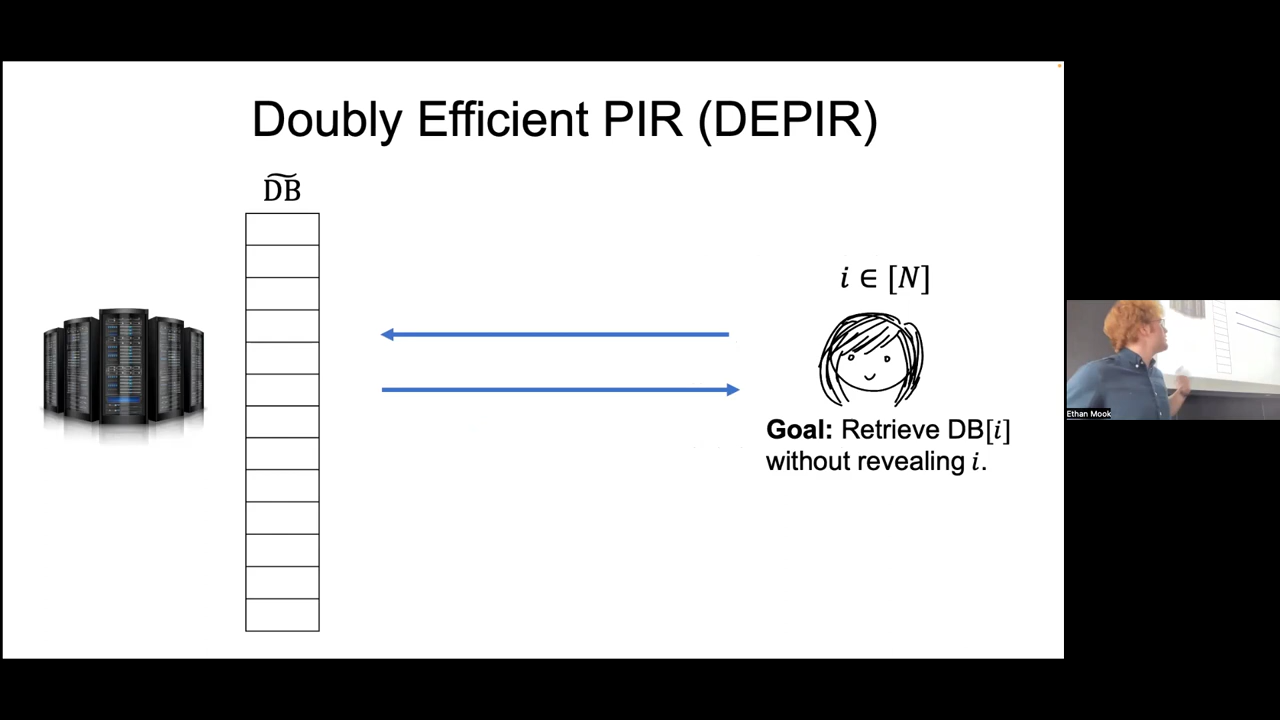 Doubly Efficient PIR (DEPIR)
D͠B
i ∈ [N]
Goal: Retrieve DB[i]
without revealing i.
Ethan Mook